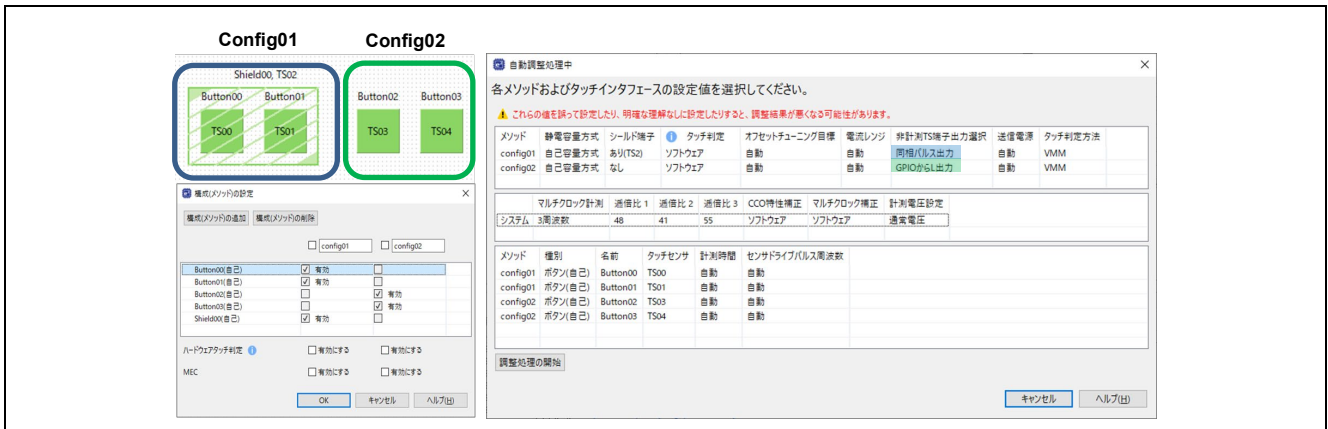 Config01
Config02
Shield00, TS02
Button00 Button01
Button02 Button03
TS00 TS01 TS03 TS04
構成(メソッド)の設定
構成(メソッド)の追加 構成(メソッド)の削除
config01 config02
Button00(自己) 有効
Button01(自己) 有効
Button02(自己) 有効
Button03(自己) 有効
Shield00(自己) 有効
ハードウェアタッチ判定 有効にする 有効にする
MEC 有効にする 有効にする
OK キャンセル ヘルプ(H)
自動調整処理中
各メソッドおよびタッチインタフェースの設定値を選択してください。
これらの値を誤って設定したり、明確な理解なしに設定したりすると、調整結果が悪くなる可能性があります。
メソッド 静電容量方式 シールド端子 タッチ判定 オフセットチューニング目標 電流レンジ 非計測TS端子出力選択 送信電源 タッチ判定方法
config01 自己容量方式 あり(TS2) ソフトウェア 自動 自動 同相パルス出力 自動 VMM
config02 自己容量方式 なし ソフトウェア 自動 自動 GPIOからL出力 自動 VMM
マルチクロック計測 逓倍比 1 逓倍比 2 逓倍比 3 CCO特性補正 マルチクロック補正 計測電圧設定
システム 3周波数 48 41 55 ソフトウェア ソフトウェア 通常電圧
メソッド 種別 名前 タッチセンサ 計測時間 センサドライブパルス周波数
config01 ボタン(自己) Button00 TS00 自動 自動
config01 ボタン(自己) Button01 TS01 自動 自動
config02 ボタン(自己) Button02 TS03 自動 自動
config02 ボタン(自己) Button03 TS04 自動 自動
調整処理の開始
キャンセル ヘルプ(H)